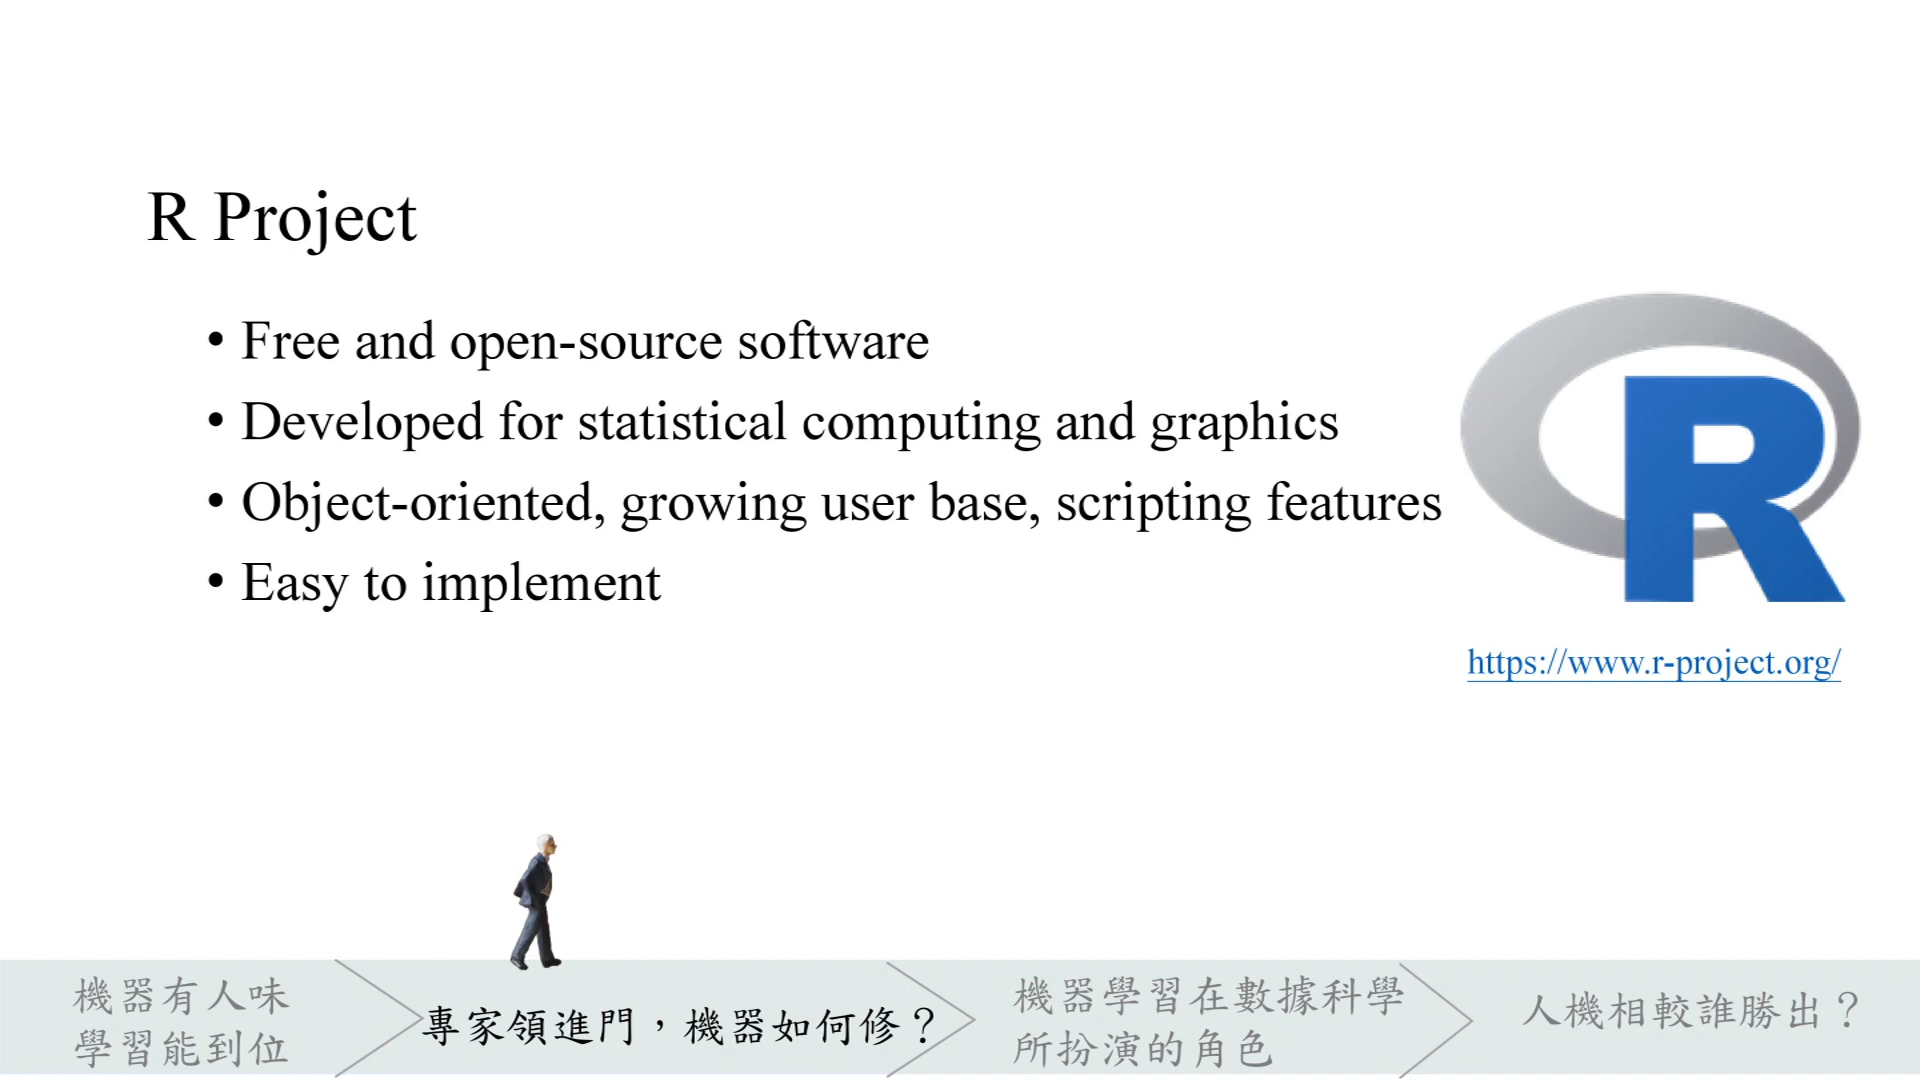 R Project
• Free and open-source software
• Developed for statistical computing and graphics
• Object-oriented, growing user base, scripting features
• Easy to implement
R
https://www.r-project.org/
機器有人味
學習能到位
專家領進門，機器如何修？
機器學習在數據科學
所扮演的角色
人機相較誰勝出？